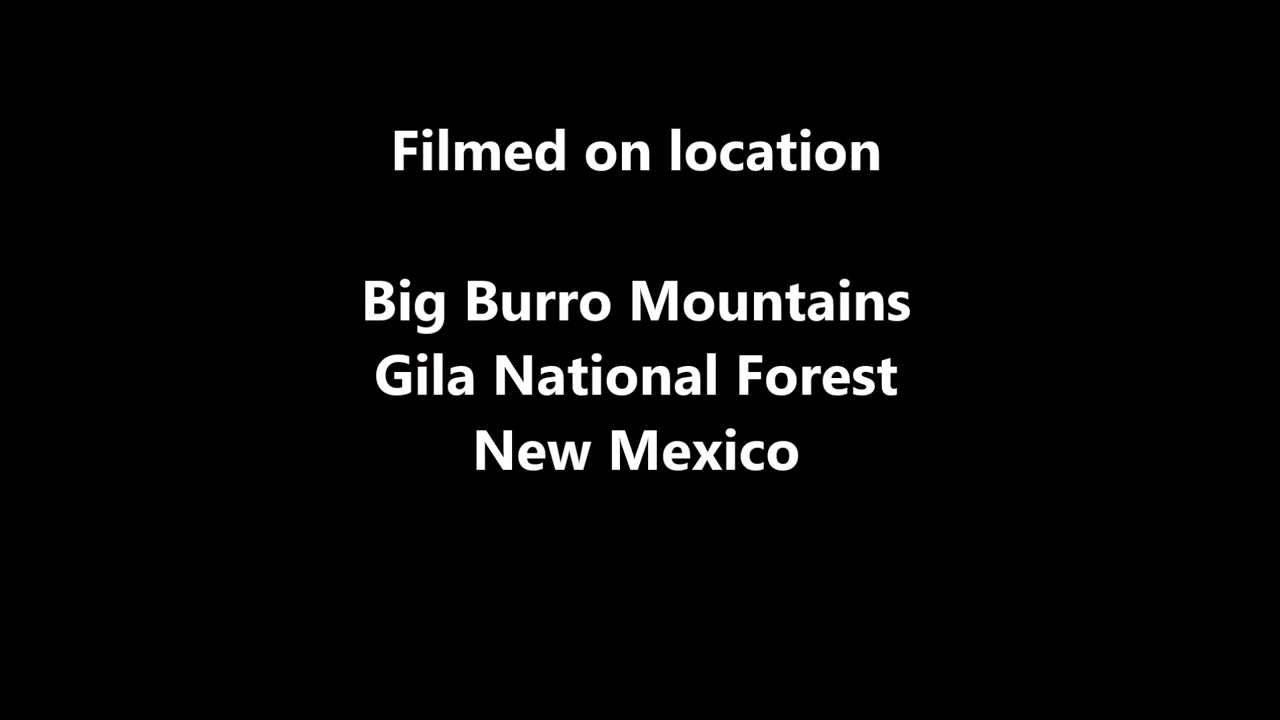 Filmed on location
Big Burro Mountains
Gila National Forest
New Mexico